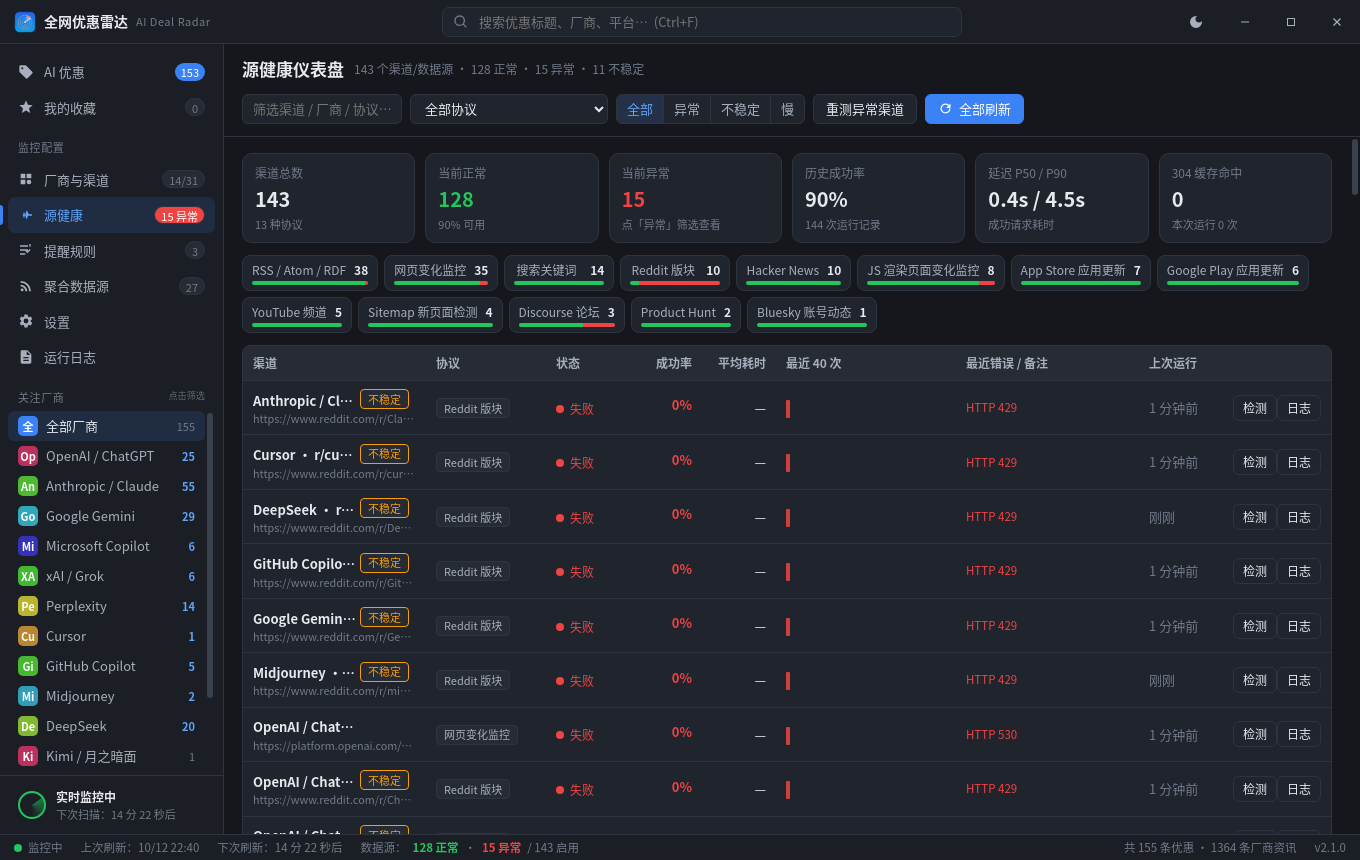 全网优惠雷达 AI Deal Radar
搜索优惠标题、厂商、平台… (Ctrl+F)
AI 优惠 153
我的收藏 0
监控配置
厂商与渠道 14/31
源健康 15 异常
提醒规则 3
聚合数据源 27
设置
运行日志
关注厂商 点击筛选
全 全部厂商 155
Op OpenAI / ChatGPT 25
An Anthropic / Claude 55
Go Google Gemini 29
Mi Microsoft Copilot 6
XA xAI / Grok 6
Pe Perplexity 14
Cu Cursor 1
Gi GitHub Copilot 5
Mi Midjourney 2
De DeepSeek 20
Ki Kimi / 月之暗面 1
实时监控中
下次扫描：14 分 22 秒后
源健康仪表盘 143 个渠道/数据源 · 128 正常 · 15 异常 · 11 不稳定
筛选渠道 / 厂商 / 协议… 全部协议 全部 异常 不稳定 慢 重测异常渠道 全部刷新
渠道总数
143
13 种协议
当前正常
128
90% 可用
当前异常
15
点「异常」筛选查看
历史成功率
90%
144 次运行记录
延迟 P50 / P90
0.4s / 4.5s
成功请求耗时
304 缓存命中
0
本次运行 0 次
RSS / Atom / RDF 38 网页变化监控 35 搜索关键词 14 Reddit 版块 10 Hacker News 10 JS 渲染页面变化监控 8 App Store 应用更新 7 Google Play 应用更新 6
YouTube 频道 5 Sitemap 新页面检测 4 Discourse 论坛 3 Product Hunt 2 Bluesky 账号动态 1
渠道 协议 状态 成功率 平均耗时 最近 40 次 最近错误 / 备注 上次运行
Anthropic / Cl… 不稳定 Reddit 版块 失败 0% — HTTP 429 1 分钟前 检测 日志
https://www.reddit.com/r/Cla…
Cursor · r/cu… 不稳定 Reddit 版块 失败 0% — HTTP 429 1 分钟前 检测 日志
https://www.reddit.com/r/cur…
DeepSeek · r… 不稳定 Reddit 版块 失败 0% — HTTP 429 刚刚 检测 日志
https://www.reddit.com/r/De…
GitHub Copilo… 不稳定 Reddit 版块 失败 0% — HTTP 429 1 分钟前 检测 日志
https://www.reddit.com/r/Git…
Google Gemin… 不稳定 Reddit 版块 失败 0% — HTTP 429 1 分钟前 检测 日志
https://www.reddit.com/r/Ge…
Midjourney · … 不稳定 Reddit 版块 失败 0% — HTTP 429 刚刚 检测 日志
https://www.reddit.com/r/mi…
OpenAI / Chat… 网页变化监控 失败 0% — HTTP 530 1 分钟前 检测 日志
https://platform.openai.com/…
OpenAI / Chat… 不稳定 Reddit 版块 失败 0% — HTTP 429 1 分钟前 检测 日志
https://www.reddit.com/r/Ch…
OpenAI / Chat… 不稳定
监控中 上次刷新：10/12 22:40 下次刷新：14 分 22 秒后 数据源： 128 正常 · 15 异常 / 143 启用 共 155 条优惠 · 1364 条厂商资讯 v2.1.0